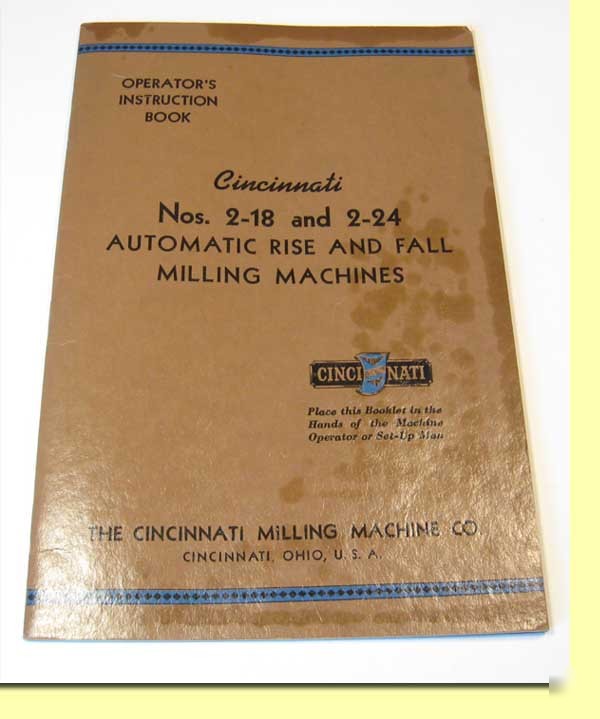 OPERATOR'S
INSTRUCTION
BOOK
Cincinnati
Nos. 2-18 and 2-24
AUTOMATIC RISE AND FALL
MILLING MACHINES
CINCINNATI
Place this Booklet in the
Hands of the Machine
Operator or Set-Up Man
THE CINCINNATI MILLING MACHINE CO.
CINCINNATI, OHIO, U. S. A.